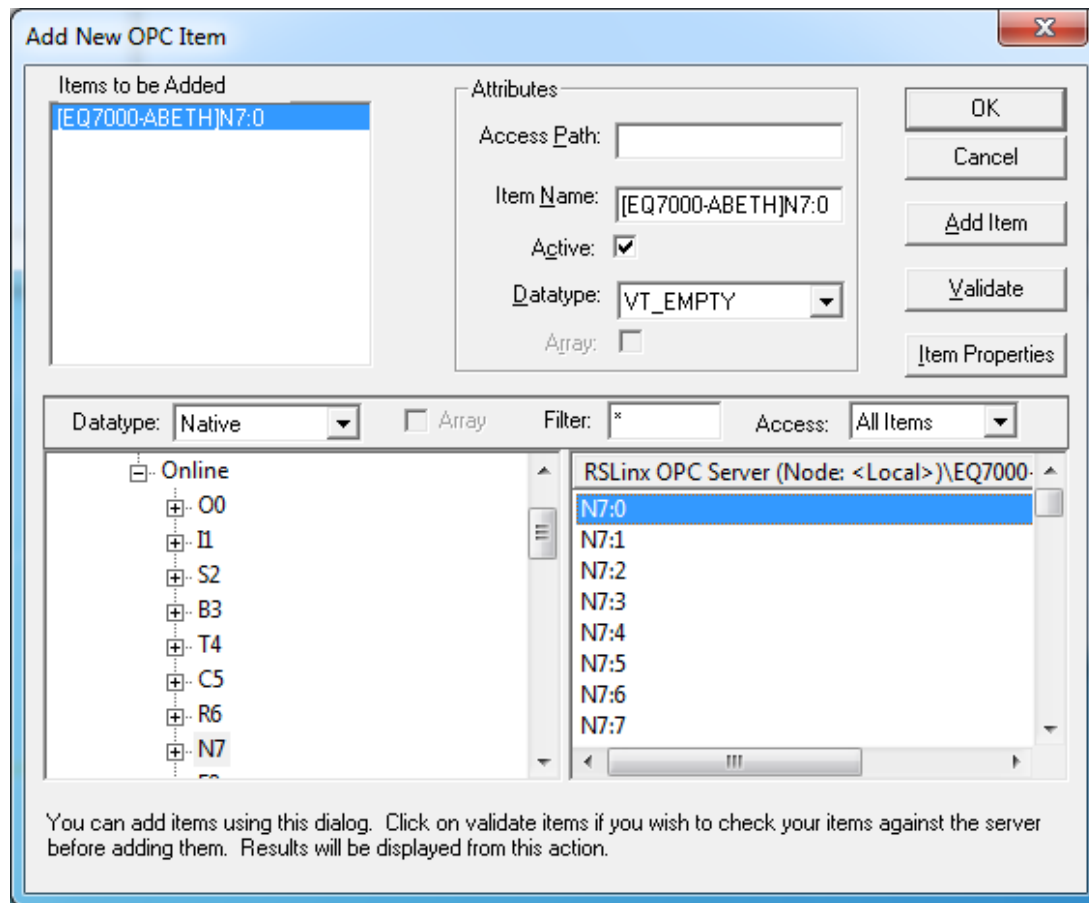 Add New OPC Item
Items to be Added
[EQ7000-ABETH]N7:0
Attributes
Access Path:
Item Name: [EQ7000-ABETH]N7:0
Active:
Datatype: VT_EMPTY
Array:
OK
Cancel
Add Item
Validate
Item Properties
Datatype: Native Array Filter: * Access: All Items
Online
O0
I1
S2
B3
T4
C5
R6
N7
RSLinx OPC Server (Node: <Local>)\EQ7000-
N7:0
N7:1
N7:2
N7:3
N7:4
N7:5
N7:6
N7:7
You can add items using this dialog. Click on validate items if you wish to check your items against the server
before adding them. Results will be displayed from this action.